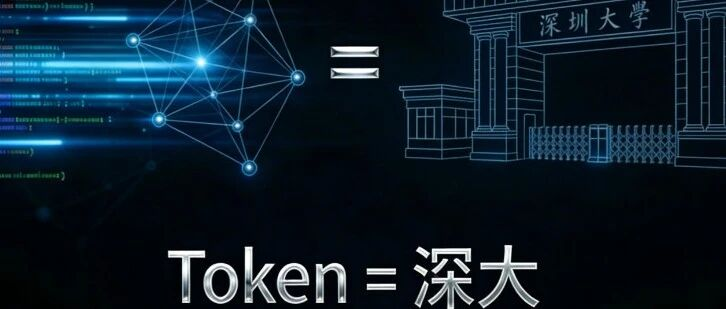 深圳大學
=
Token = 深大